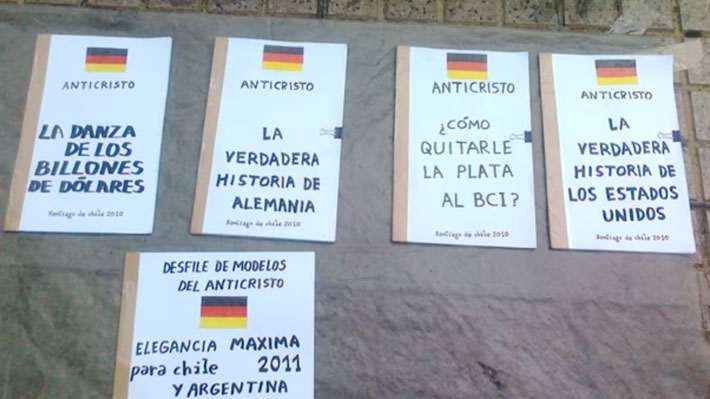 ANTICRISTO
LA DANZA
DE LOS
BILLONES
DE DÓLARES
Santiago de chile 2010
ANTICRISTO
LA
VERDADERA
HISTORIA DE
ALEMANIA
Santiago de chile 2010
ANTICRISTO
¿CÓMO
QUITARLE
LA PLATA
AL BCI?
Santiago de chile 2010
ANTICRISTO
LA
VERDADERA
HISTORIA DE
LOS ESTADOS
UNIDOS
Santiago de chile 2010
DESFILE DE MODELOS
DEL ANTICRISTO
ELEGANCIA MAXIMA
para chile 2011
Y ARGENTINA